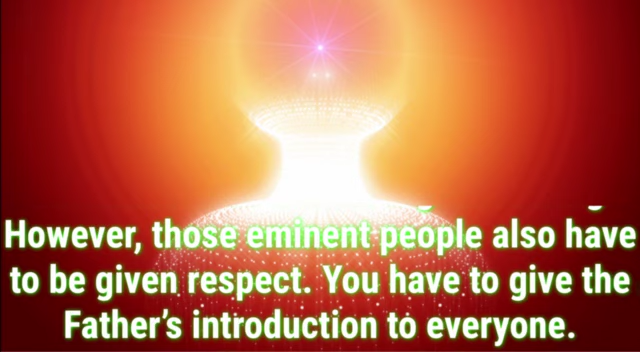 However, those eminent people also have
to be given respect. You have to give the
Father's introduction to everyone.